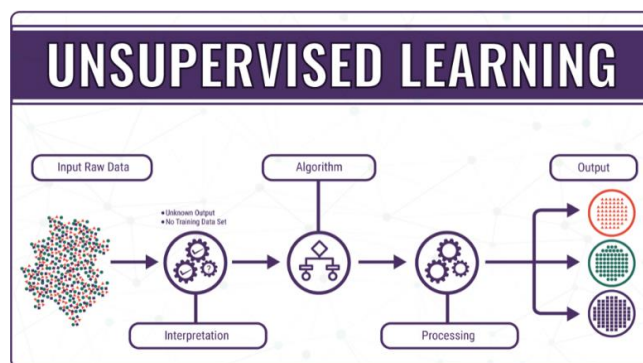 UNSUPERVISED LEARNING
Input Raw Data
Algorithm
Output
• Unknown Output
• No Training Data Set
?
Interpretation
Processing